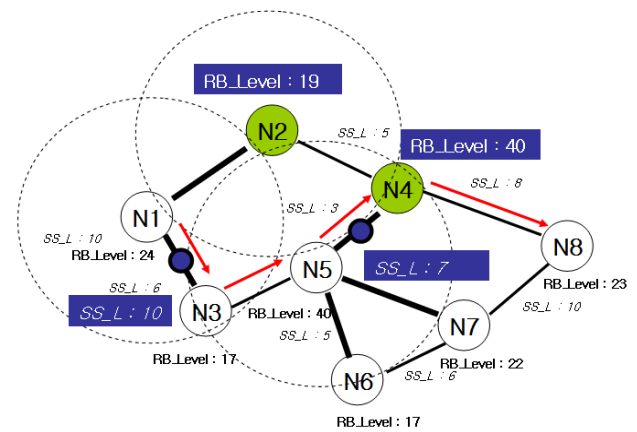 RB_Level : 19
N2
SS_L : 5
RB_Level : 40
N4
SS_L : 8
SS_L : 3
N1
SS_L : 10
RB_Level : 24
N8
RB_Level : 23
N5
SS_L : 7
SS_L : 6
SS_L : 10
N3
RB_Level : 40
SS_L : 10
N7
SS_L : 5
RB_Level : 17
RB_Level : 22
N6
SS_L : 6
RB_Level : 17